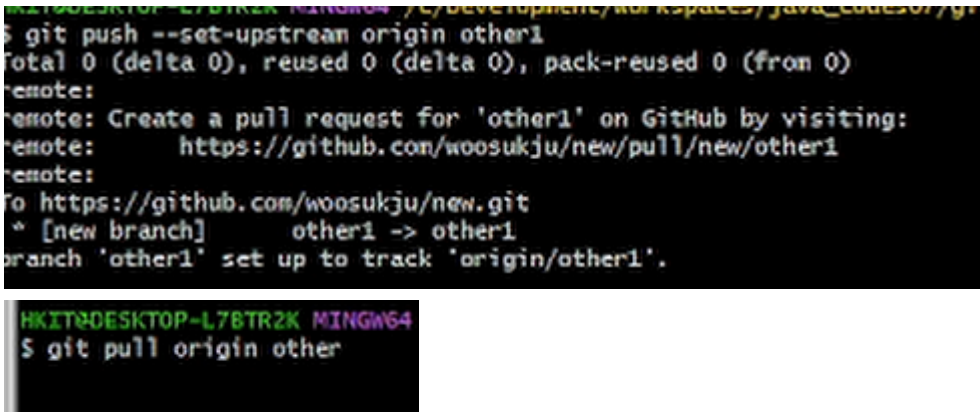 MINGW64 /c/Development/workspaces/java_codes07/
$ git push --set-upstream origin other1
Total 0 (delta 0), reused 0 (delta 0), pack-reused 0 (from 0)
remote:
remote: Create a pull request for 'other1' on GitHub by visiting:
remote:      https://github.com/woosukju/new/pull/new/other1
remote:
To https://github.com/woosukju/new.git
 * [new branch]      other1 -> other1
branch 'other1' set up to track 'origin/other1'.
HKIT@DESKTOP-L7BTR2K MINGW64
$ git pull origin other